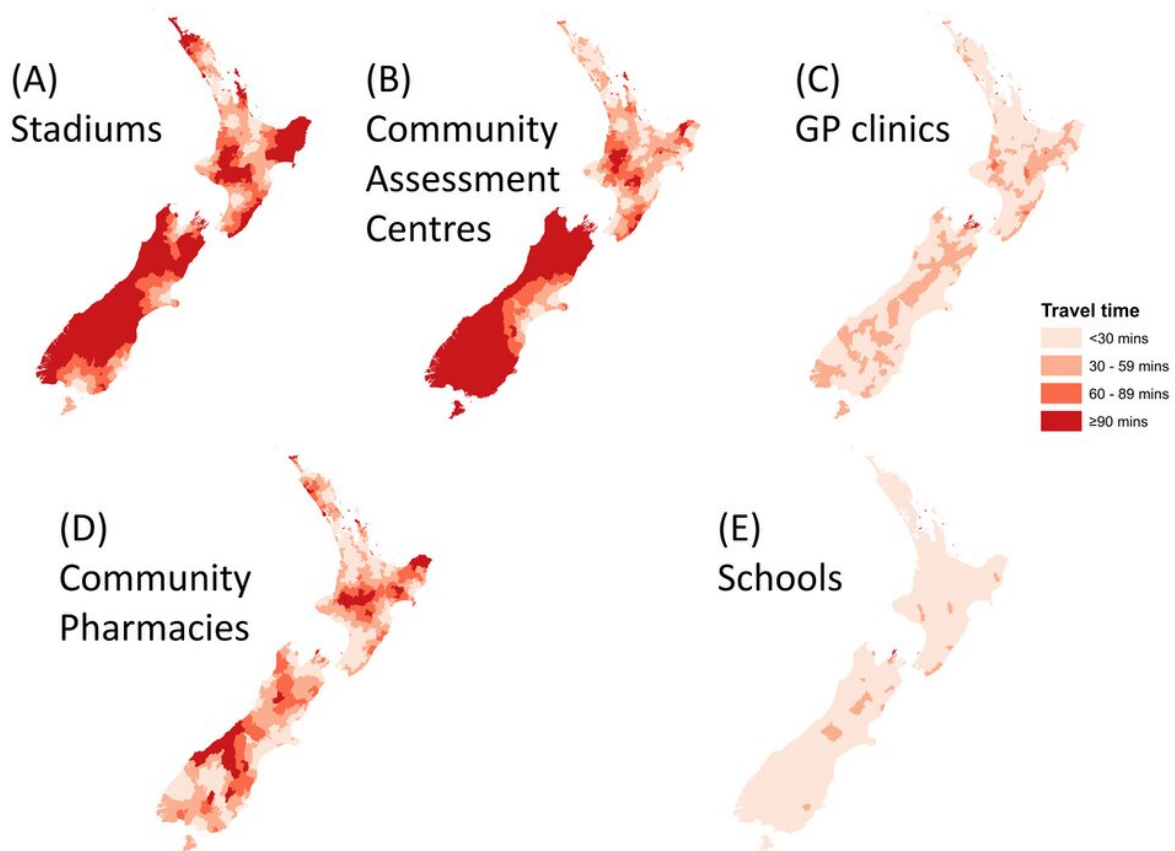 (A)
Stadiums
(B)
Community
Assessment
Centres
(C)
GP clinics
Travel time
<30 mins
30 - 59 mins
60 - 89 mins
≥90 mins
(D)
Community
Pharmacies
(E)
Schools